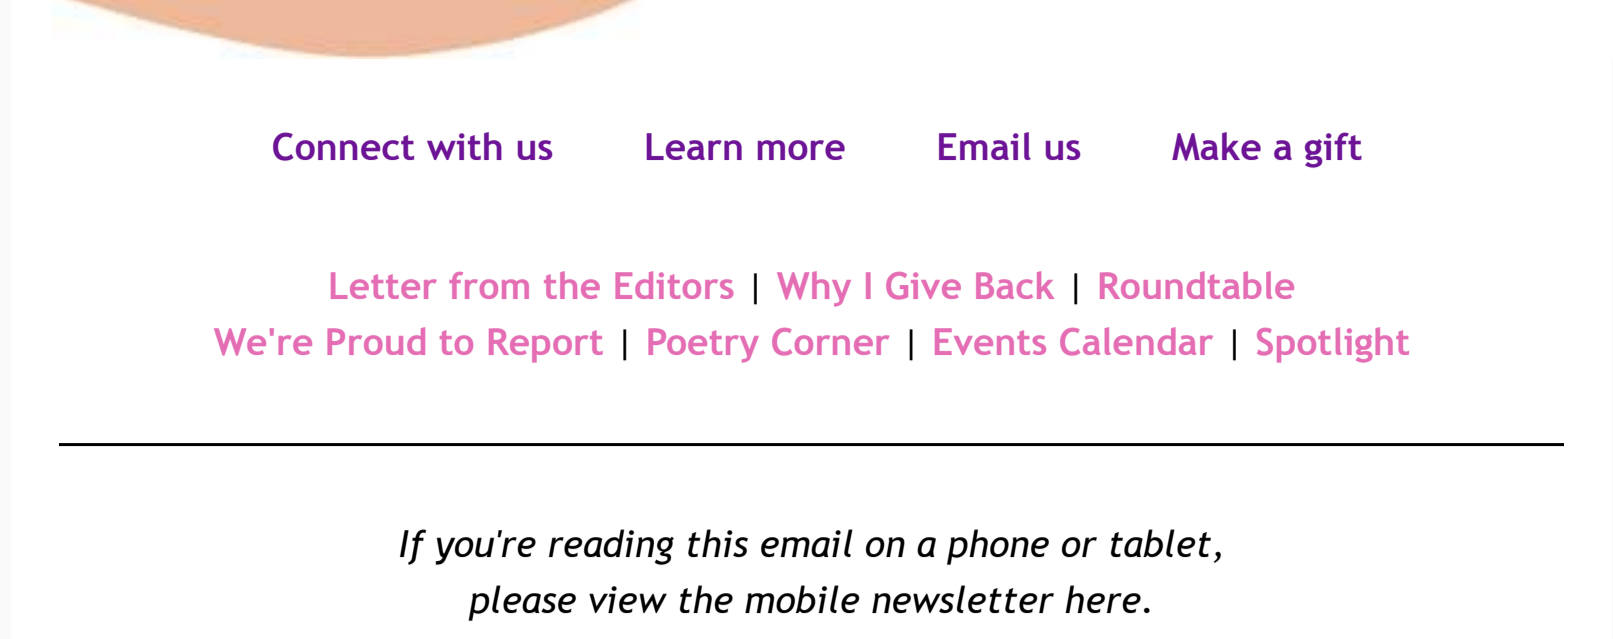 Connect with us Learn more Email us Make a gift
Letter from the Editors | Why I Give Back | Roundtable
We're Proud to Report | Poetry Corner | Events Calendar | Spotlight
If you're reading this email on a phone or tablet,
please view the mobile newsletter here.